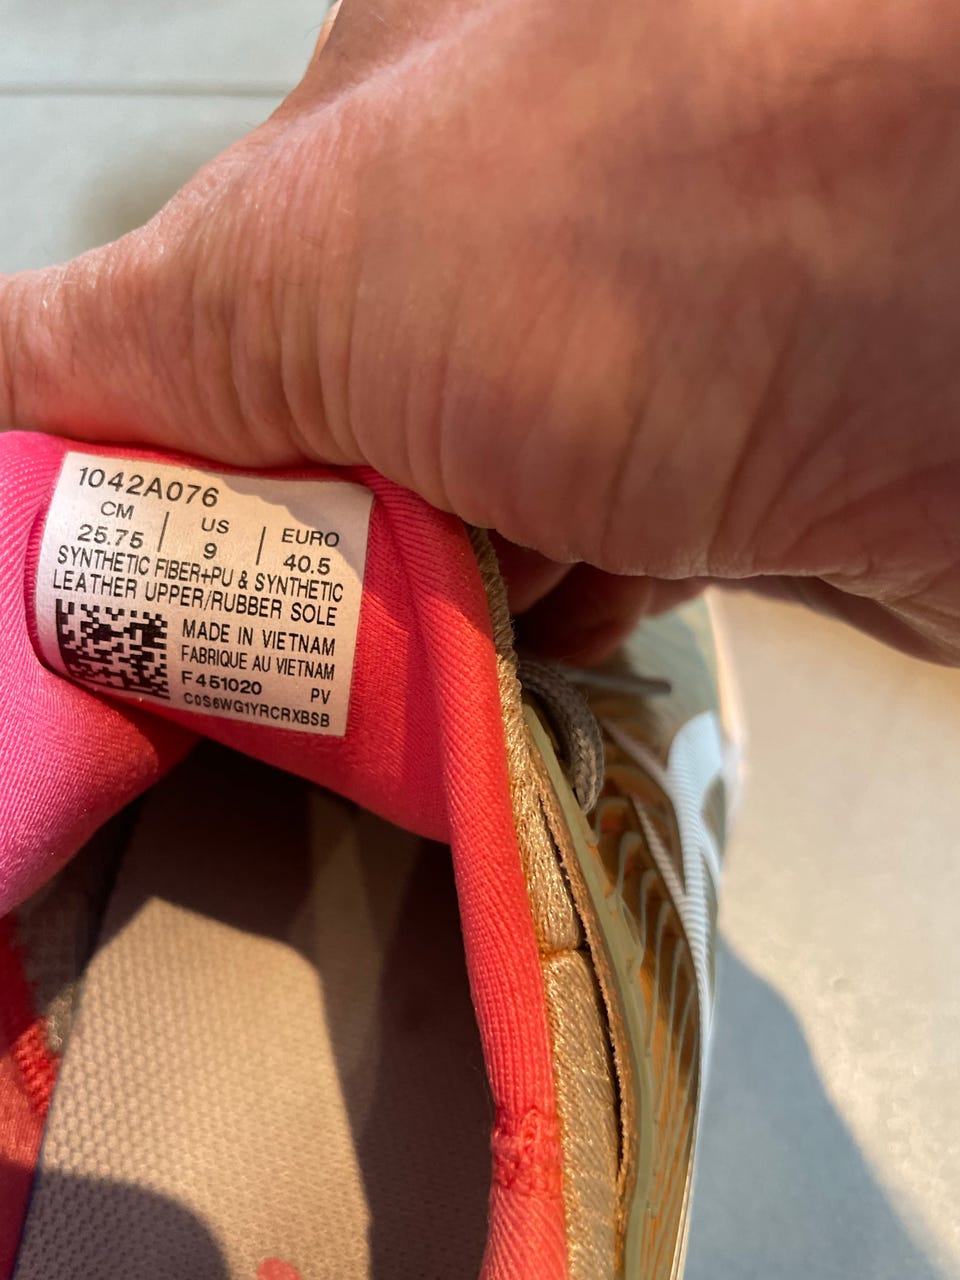 1042A076
CM | US | EURO
25.75 | 9 | 40.5
SYNTHETIC FIBER+PU & SYNTHETIC
LEATHER UPPER/RUBBER SOLE
MADE IN VIETNAM
FABRIQUE AU VIETNAM
F451020 PV
C0S6WG1YRCRXBSB